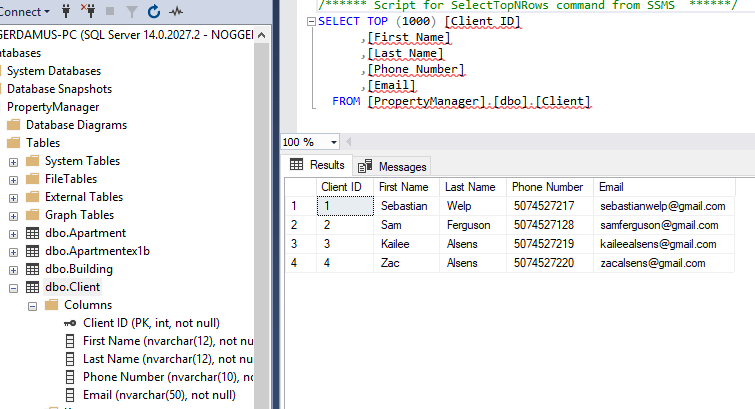 Connect
GERDAMUS-PC (SQL Server 14.0.2027.2 - NOGGER
atabases
System Databases
Database Snapshots
PropertyManager
Database Diagrams
Tables
System Tables
FileTables
External Tables
Graph Tables
dbo.Apartment
dbo.Apartmentex1b
dbo.Building
dbo.Client
Columns
Client ID (PK, int, not null)
First Name (nvarchar(12), not nu
Last Name (nvarchar(12), not nu
Phone Number (nvarchar(10), no
Email (nvarchar(50), not null)
/****** Script for SelectTopNRows command from SSMS ******/
SELECT TOP (1000) [Client ID]
,[First Name]
,[Last Name]
,[Phone Number]
,[Email]
FROM [PropertyManager].[dbo].[Client]
100 %
Results Messages
Client ID First Name Last Name Phone Number Email
1 1 Sebastian Welp 5074527217 sebastianwelp@gmail.com
2 2 Sam Ferguson 5074527128 samferguson@gmail.com
3 3 Kailee Alsens 5074527219 kaileealsens@gmail.com
4 4 Zac Alsens 5074527220 zacalsens@gmail.com